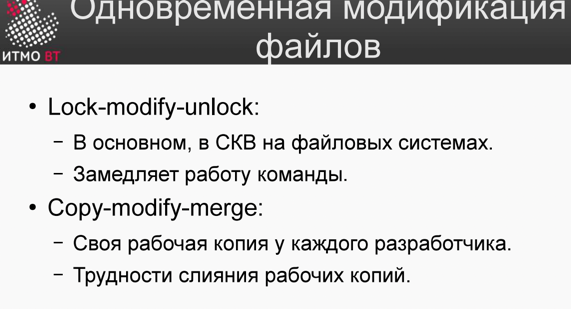 Одновременная модификация
файлов
ИТМО ВТ
• Lock-modify-unlock:
– В основном, в СКВ на файловых системах.
– Замедляет работу команды.
• Copy-modify-merge:
– Своя рабочая копия у каждого разработчика.
– Трудности слияния рабочих копий.